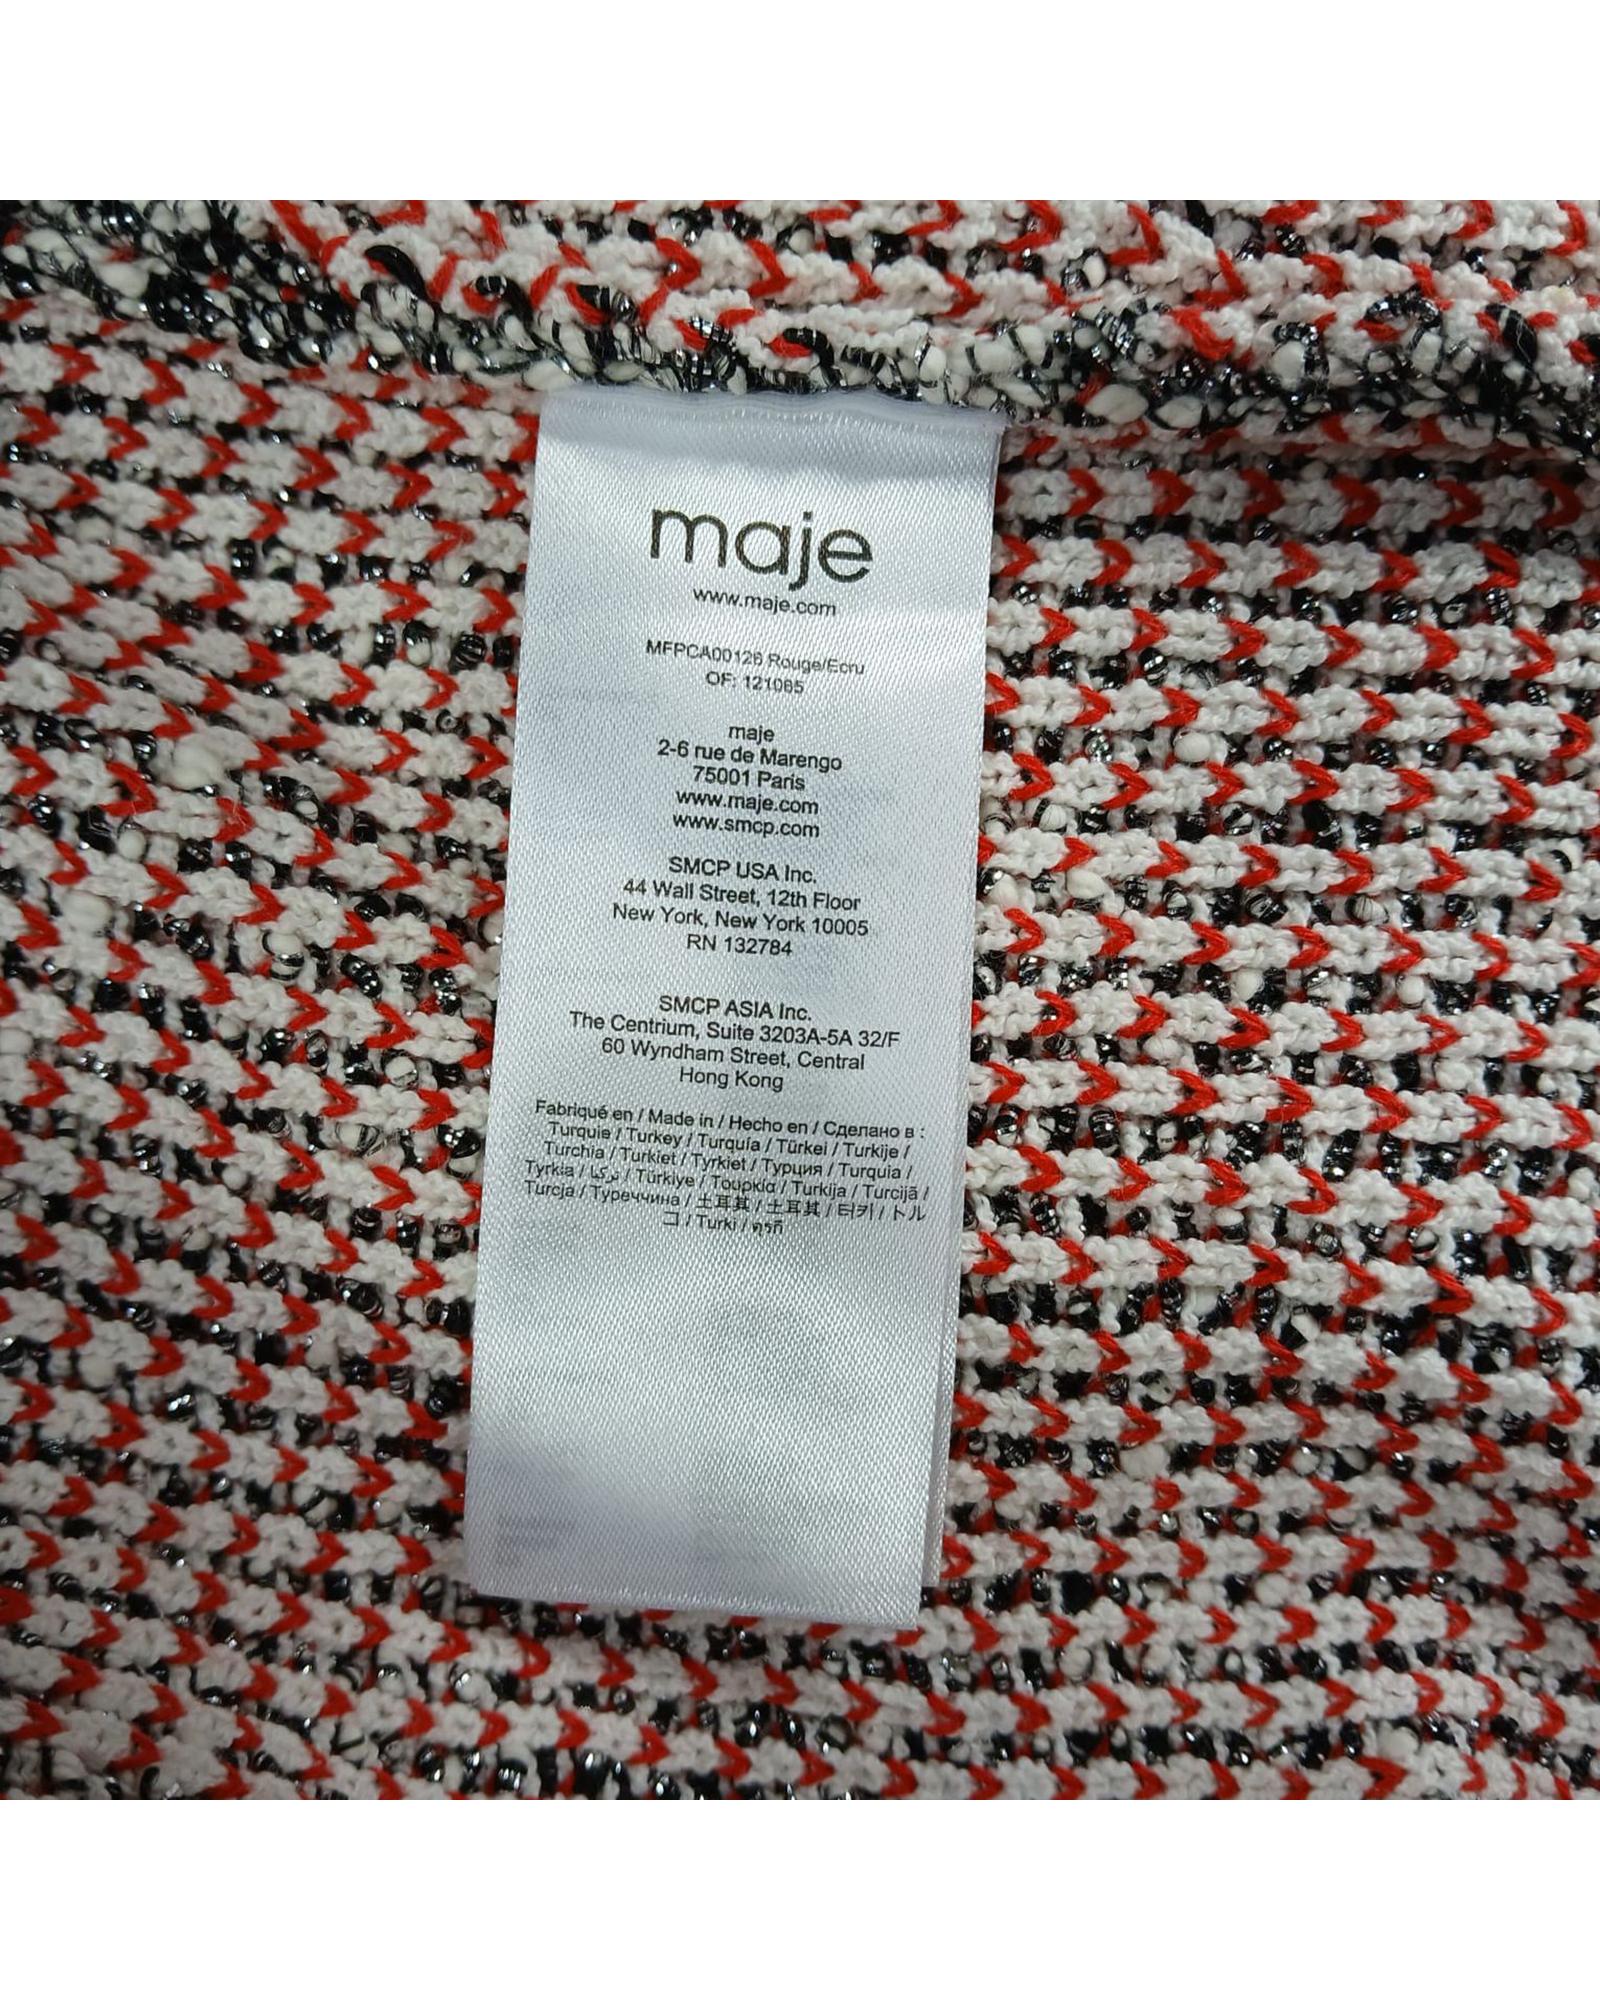 maje
www.maje.com
MFPCA00126 Rouge/Ecru
OF: 121065
maje
2-6 rue de Marengo
75001 Paris
www.maje.com
www.smcp.com
SMCP USA Inc.
44 Wall Street, 12th Floor
New York, New York 10005
RN 132784
SMCP ASIA Inc.
The Centrium, Suite 3203A-5A 32/F
60 Wyndham Street, Central
Hong Kong
Fabriqué en / Made in / Hecho en / Сделано в :
Turquie / Turkey / Turquía / Türkei / Turkije /
Turchia / Turkiet / Tyrkiet / Турция / Turquia /
Tyrkia / تركيا / Türkiye / Τουρκία / Turkija / Turcijā /
Turcja / Туреччина / 土耳其 / 土耳其 / 터키 / トル
コ / Turki / ตุรกี